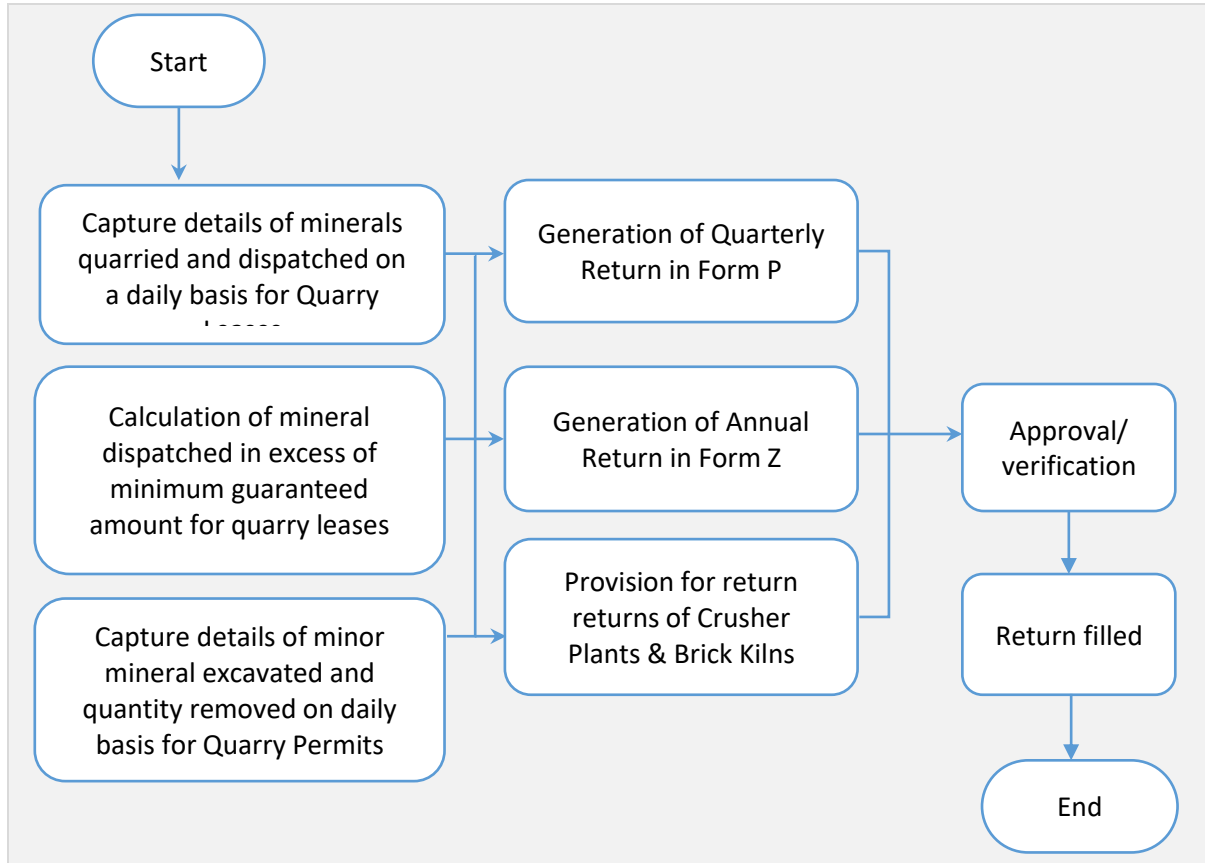 Start
Capture details of minerals
quarried and dispatched on
a daily basis for Quarry
Generation of Quarterly
Return in Form P
Calculation of mineral
dispatched in excess of
minimum guaranteed
amount for quarry leases
Generation of Annual
Return in Form Z
Approval/
verification
Capture details of minor
mineral excavated and
quantity removed on daily
basis for Quarry Permits
Provision for return
returns of Crusher
Plants & Brick Kilns
Return filled
End